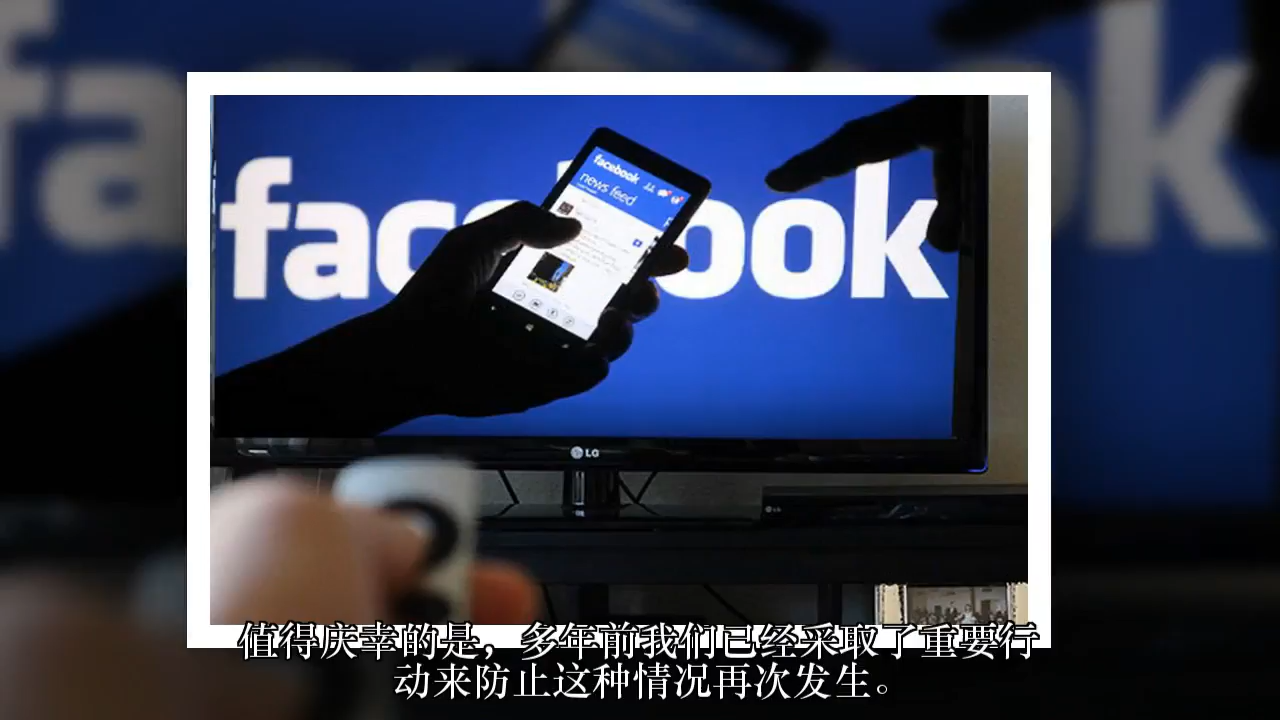 facebook
facebook
news feed
LG
值得庆幸的是，多年前我们已经采取了重要行
动来防止这种情况再次发生。